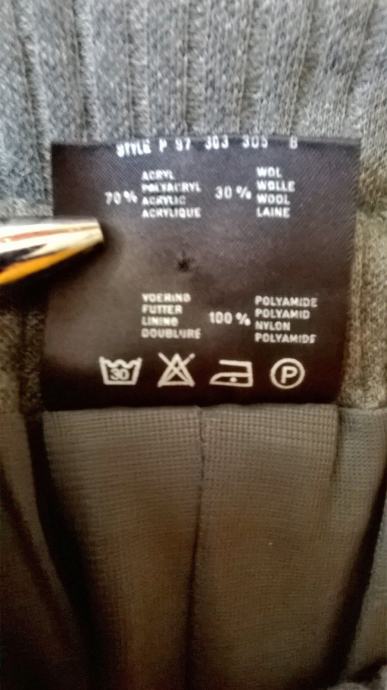 STYLE P 97 303 305 8
ACRYL
POLYACRYL
ACRYLIC
ACRYLIQUE
70%
WOL
WOLLE
WOOL
LAINE
30%
VOERING
FUTTER
LINING
DOUBLURE
100%
POLYAMIDE
POLYAMID
NYLON
POLYAMIDE
30
P